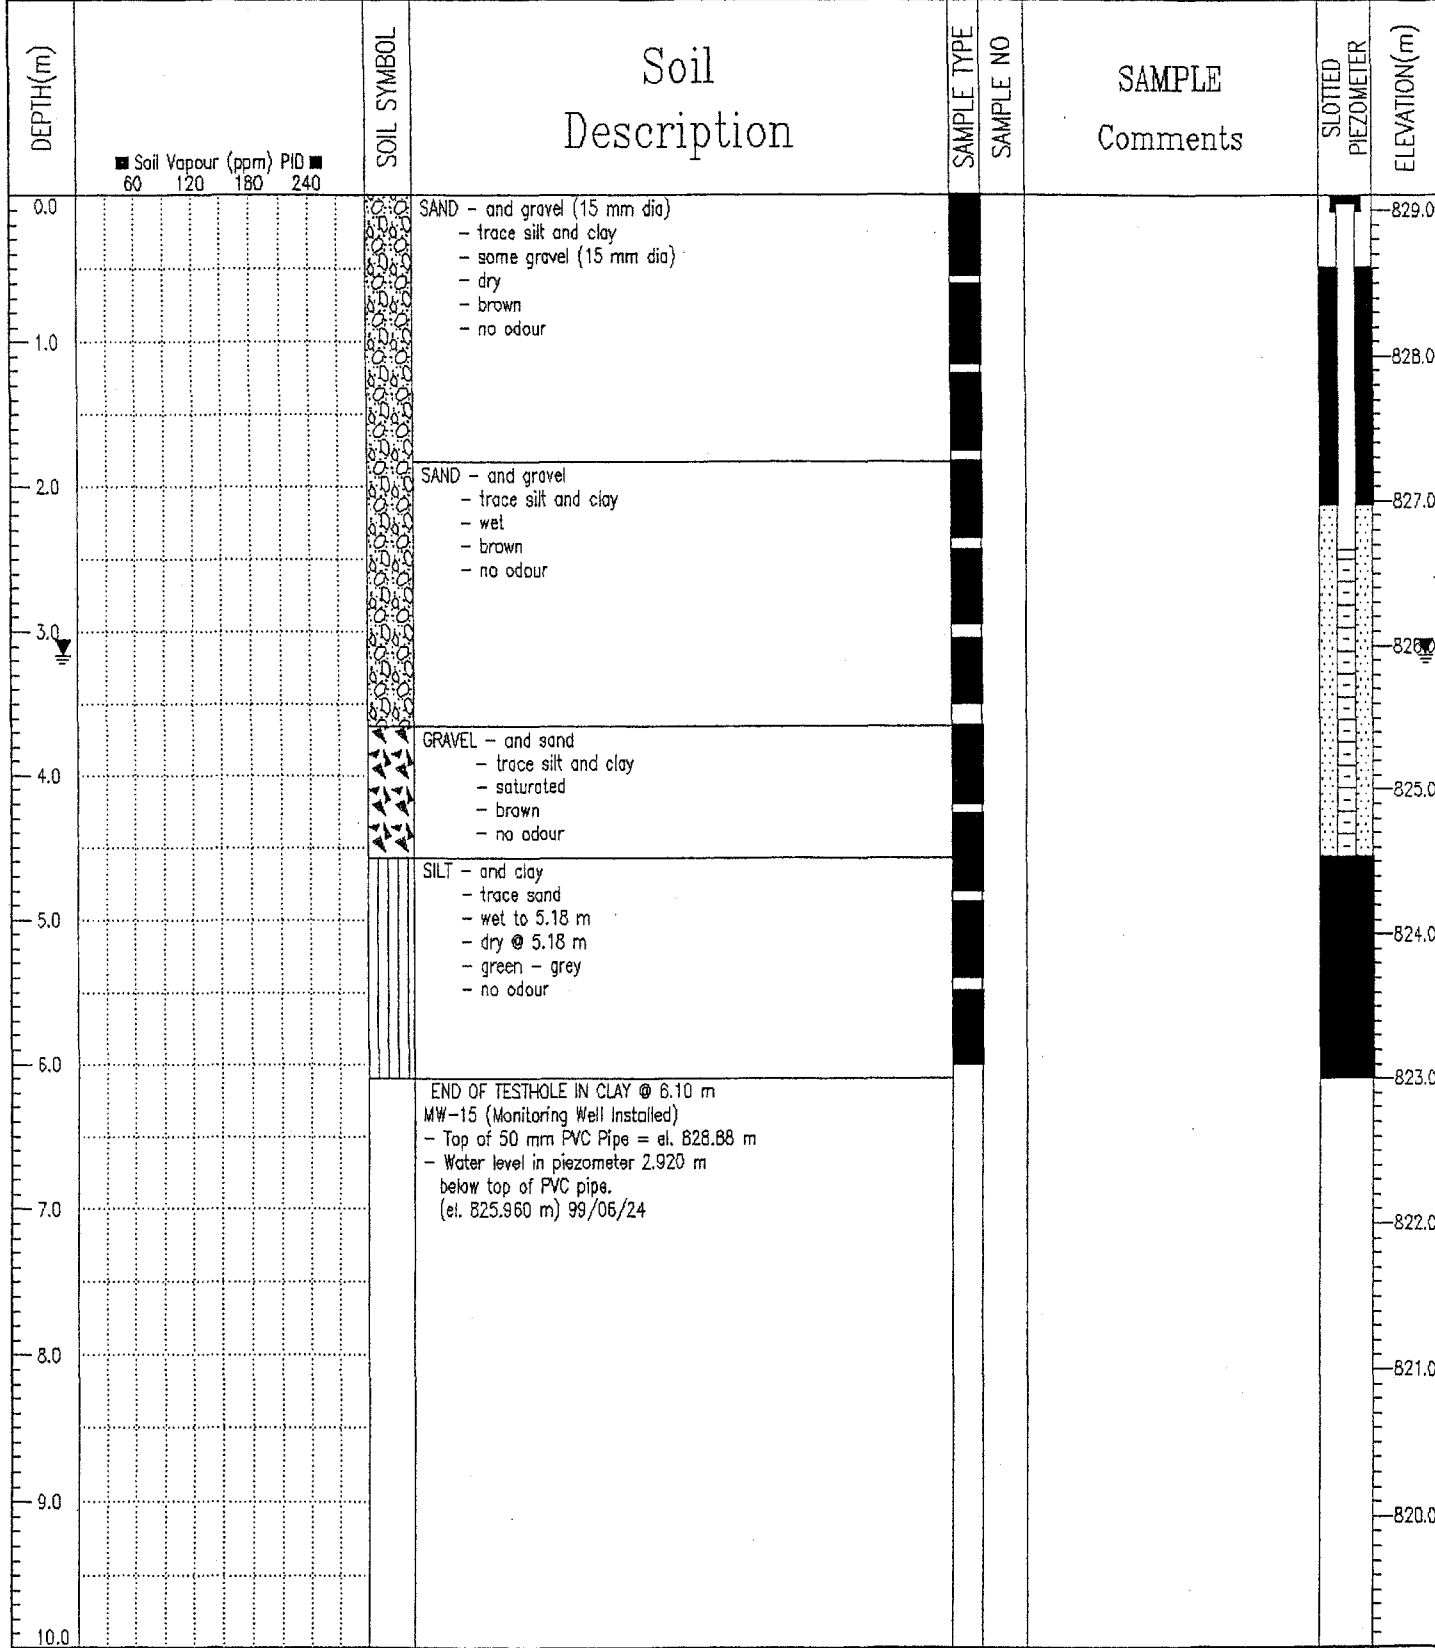 DEPTH(m)
■ Soil Vapour (ppm) PID ■
60 120 180 240
SOIL SYMBOL
Soil
Description
SAMPLE TYPE
SAMPLE NO
SAMPLE
Comments
SLOTTED
PIEZOMETER
ELEVATION(m)
0.0
1.0
2.0
3.0
4.0
5.0
6.0
7.0
8.0
9.0
10.0
SAND - and gravel (15 mm dia)
- trace silt and clay
- some gravel (15 mm dia)
- dry
- brown
- no odour
SAND - and gravel
- trace silt and clay
- wet
- brown
- no odour
GRAVEL - and sand
- trace silt and clay
- saturated
- brown
- no odour
SILT - and clay
- trace sand
- wet to 5.18 m
- dry @ 5.18 m
- green - grey
- no odour
END OF TESTHOLE IN CLAY @ 6.10 m
MW-15 (Monitoring Well Installed)
- Top of 50 mm PVC Pipe = el. 828.88 m
- Water level in piezometer 2.920 m
below top of PVC pipe.
(el. 825.960 m) 99/06/24
829.0
828.0
827.0
826.0
825.0
824.0
823.0
822.0
821.0
820.0